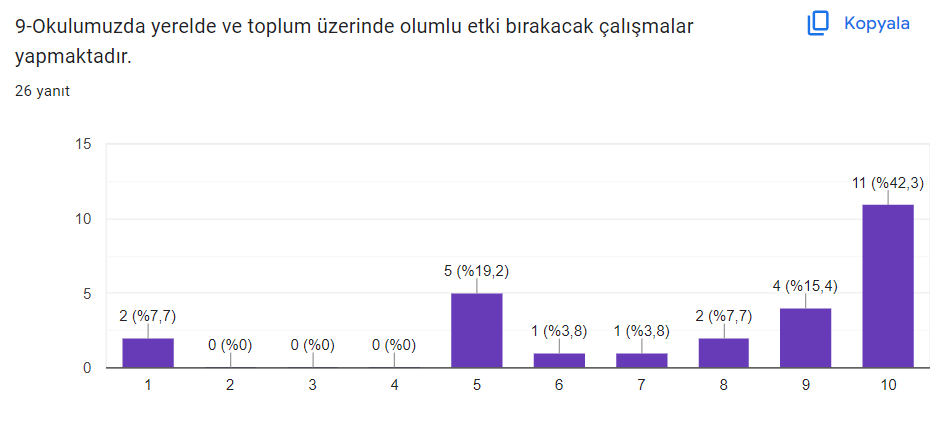 9-Okulumuzda yerelde ve toplum üzerinde olumlu etki bırakacak çalışmalar
yapmaktadır.
Kopyala
26 yanıt
15
10
5
0
2 (%7,7)
0 (%0)
0 (%0)
0 (%0)
5 (%19,2)
1 (%3,8)
1 (%3,8)
2 (%7,7)
4 (%15,4)
11 (%42,3)
1 2 3 4 5 6 7 8 9 10